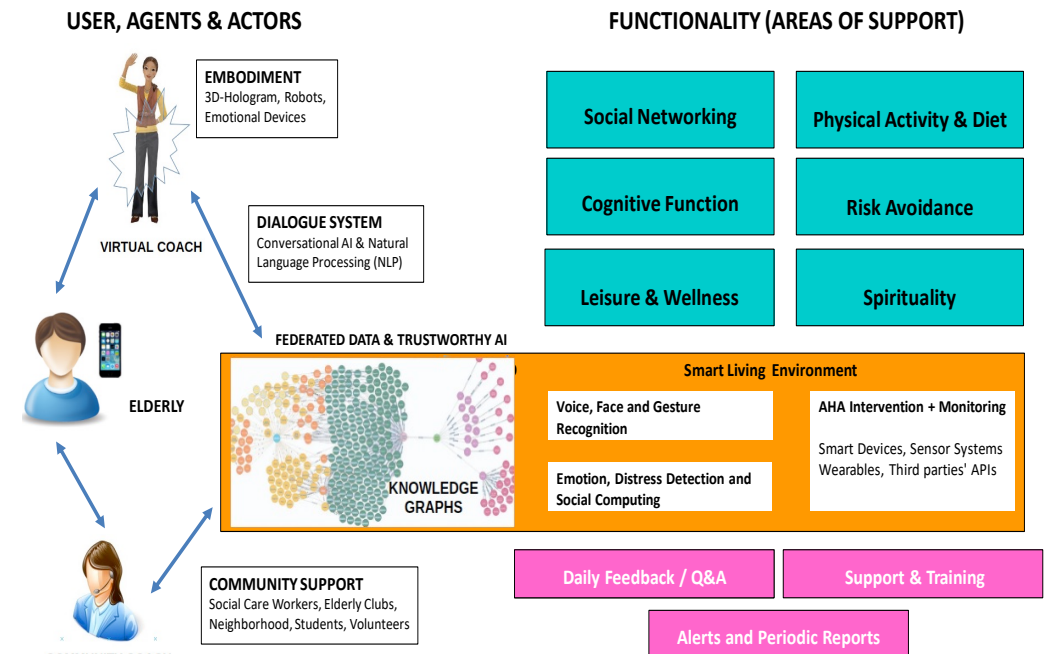 USER, AGENTS & ACTORS
FUNCTIONALITY (AREAS OF SUPPORT)
EMBODIMENT
3D-Hologram, Robots,
Emotional Devices
VIRTUAL COACH
DIALOGUE SYSTEM
Conversational AI & Natural
Language Processing (NLP)
Social Networking
Physical Activity & Diet
Cognitive Function
Risk Avoidance
Leisure & Wellness
Spirituality
ELDERLY
FEDERATED DATA & TRUSTWORTHY AI
KNOWLEDGE
GRAPHS
Smart Living Environment
Voice, Face and Gesture
Recognition
Emotion, Distress Detection and
Social Computing
AHA Intervention + Monitoring
Smart Devices, Sensor Systems
Wearables, Third parties' APIs
COMMUNITY SUPPORT
Social Care Workers, Elderly Clubs,
Neighborhood, Students, Volunteers
Daily Feedback / Q&A
Support & Training
Alerts and Periodic Reports